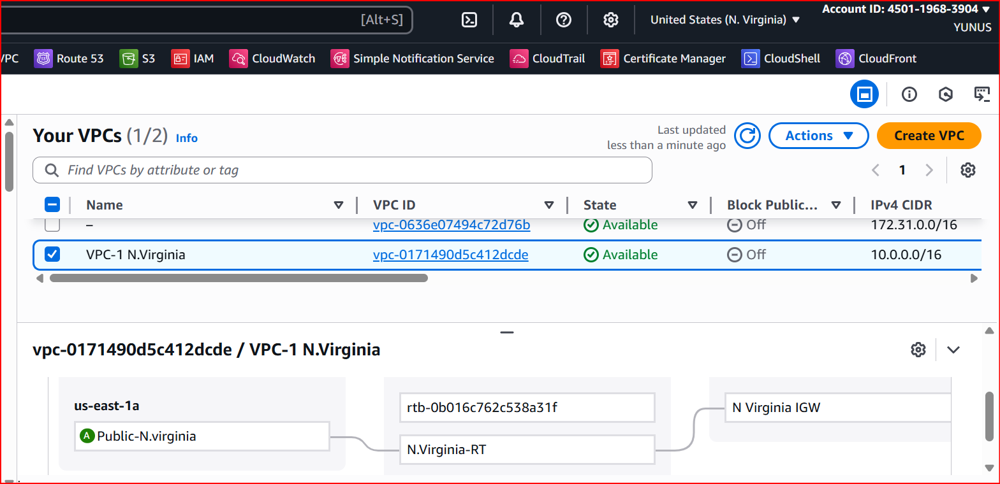 [Alt+S]
United States (N. Virginia)
Account ID: 4501-1968-3904
YUNUS
VPC Route 53 S3 IAM CloudWatch Simple Notification Service CloudTrail Certificate Manager CloudShell CloudFront
Your VPCs (1/2) Info
Last updated
less than a minute ago
Actions
Create VPC
Find VPCs by attribute or tag
1
Name VPC ID State Block Public... IPv4 CIDR
– vpc-0636e07494c72d76b Available Off 172.31.0.0/16
VPC-1 N.Virginia vpc-0171490d5c412dcde Available Off 10.0.0.0/16
vpc-0171490d5c412dcde / VPC-1 N.Virginia
us-east-1a
A Public-N.virginia
rtb-0b016c762c538a31f
N.Virginia-RT
N Virginia IGW